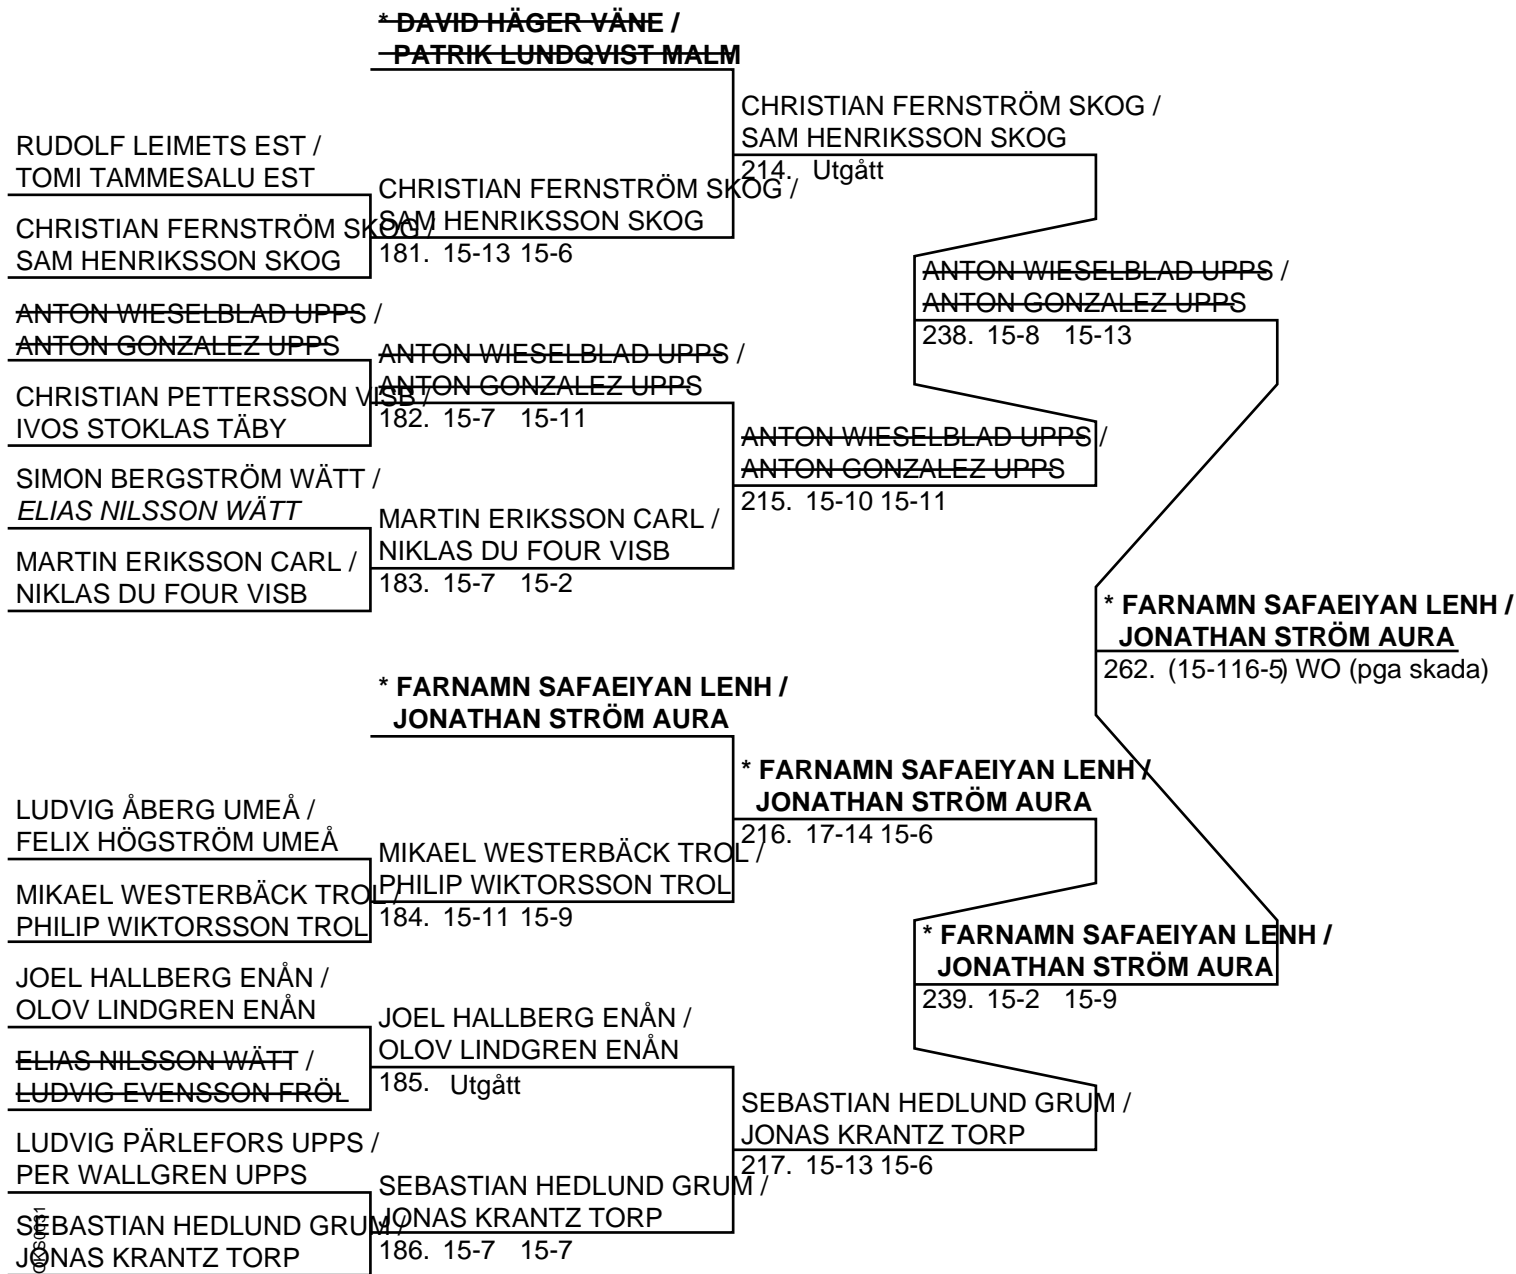 * DAVID HÄGER VÄNE /
PATRIK LUNDQVIST MALM
CHRISTIAN FERNSTRÖM SKOG /
SAM HENRIKSSON SKOG
214. Utgått
RUDOLF LEIMETS EST /
TOMI TAMMESALU EST
CHRISTIAN FERNSTRÖM SKOG /
SAM HENRIKSSON SKOG
181. 15-13 15-6
CHRISTIAN FERNSTRÖM SKOG /
SAM HENRIKSSON SKOG
ANTON WIESELBLAD UPPS /
ANTON GONZALEZ UPPS
238. 15-8 15-13
ANTON WIESELBLAD UPPS /
ANTON GONZALEZ UPPS
ANTON WIESELBLAD UPPS /
ANTON GONZALEZ UPPS
182. 15-7 15-11
CHRISTIAN PETTERSSON VISB /
IVOS STOKLAS TÄBY
ANTON WIESELBLAD UPPS /
ANTON GONZALEZ UPPS
215. 15-10 15-11
SIMON BERGSTRÖM WÄTT /
ELIAS NILSSON WÄTT
MARTIN ERIKSSON CARL /
NIKLAS DU FOUR VISB
183. 15-7 15-2
MARTIN ERIKSSON CARL /
NIKLAS DU FOUR VISB
* FARNAMN SAFAEIYAN LENH /
JONATHAN STRÖM AURA
262. (15-116-5) WO (pga skada)
* FARNAMN SAFAEIYAN LENH /
JONATHAN STRÖM AURA
* FARNAMN SAFAEIYAN LENH /
JONATHAN STRÖM AURA
216. 17-14 15-6
LUDVIG ÅBERG UMEÅ /
FELIX HÖGSTRÖM UMEÅ
MIKAEL WESTERBÄCK TROL /
PHILIP WIKTORSSON TROL
184. 15-11 15-9
MIKAEL WESTERBÄCK TROL /
PHILIP WIKTORSSON TROL
* FARNAMN SAFAEIYAN LENH /
JONATHAN STRÖM AURA
239. 15-2 15-9
JOEL HALLBERG ENÅN /
OLOV LINDGREN ENÅN
JOEL HALLBERG ENÅN /
OLOV LINDGREN ENÅN
185. Utgått
ELIAS NILSSON WÄTT /
LUDVIG EVENSSON FRÖL
SEBASTIAN HEDLUND GRUM /
JONAS KRANTZ TORP
217. 15-13 15-6
LUDVIG PÄRLEFORS UPPS /
PER WALLGREN UPPS
SEBASTIAN HEDLUND GRUM /
JONAS KRANTZ TORP
186. 15-7 15-7
SEBASTIAN HEDLUND GRUM /
JONAS KRANTZ TORP